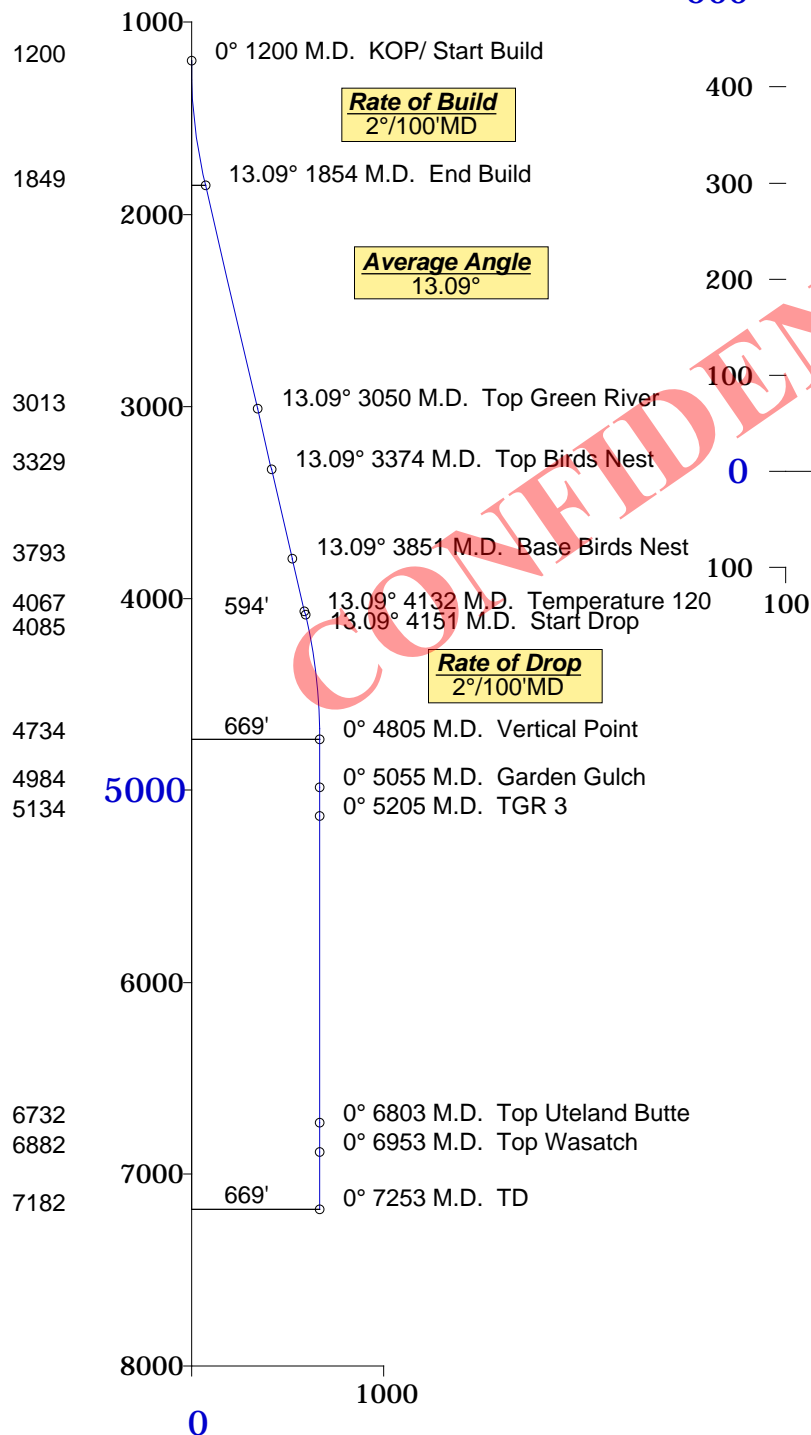 1000
1200 0° 1200 M.D. KOP/ Start Build
Rate of Build
2°/100'MD
400
1849 13.09° 1854 M.D. End Build
300
2000
Average Angle
13.09°
200
100
3013 3000 13.09° 3050 M.D. Top Green River
3329 13.09° 3374 M.D. Top Birds Nest
0
3793 13.09° 3851 M.D. Base Birds Nest
100
100
4067 4000 594' 13.09° 4132 M.D. Temperature 120
4085 13.09° 4151 M.D. Start Drop
Rate of Drop
2°/100'MD
4734 669' 0° 4805 M.D. Vertical Point
4984 5000 0° 5055 M.D. Garden Gulch
5134 0° 5205 M.D. TGR 3
6000
6732 0° 6803 M.D. Top Uteland Butte
6882 0° 6953 M.D. Top Wasatch
7000
7182 669' 0° 7253 M.D. TD
8000
1000
0
CONFIDEN